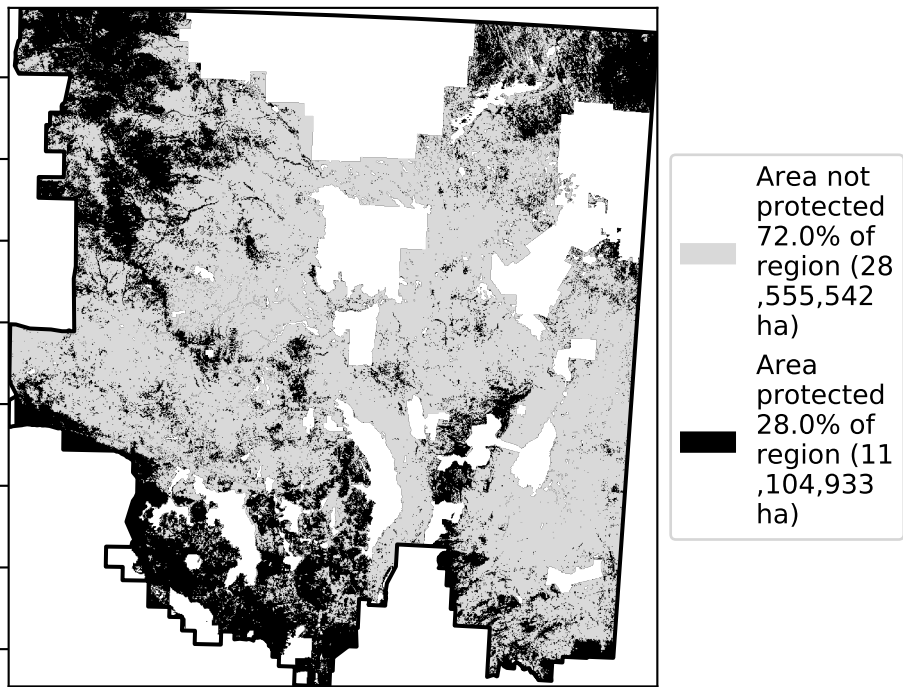 Area not
protected
72.0% of
region (28
,555,542
ha)
Area
protected
28.0% of
region (11
,104,933
ha)